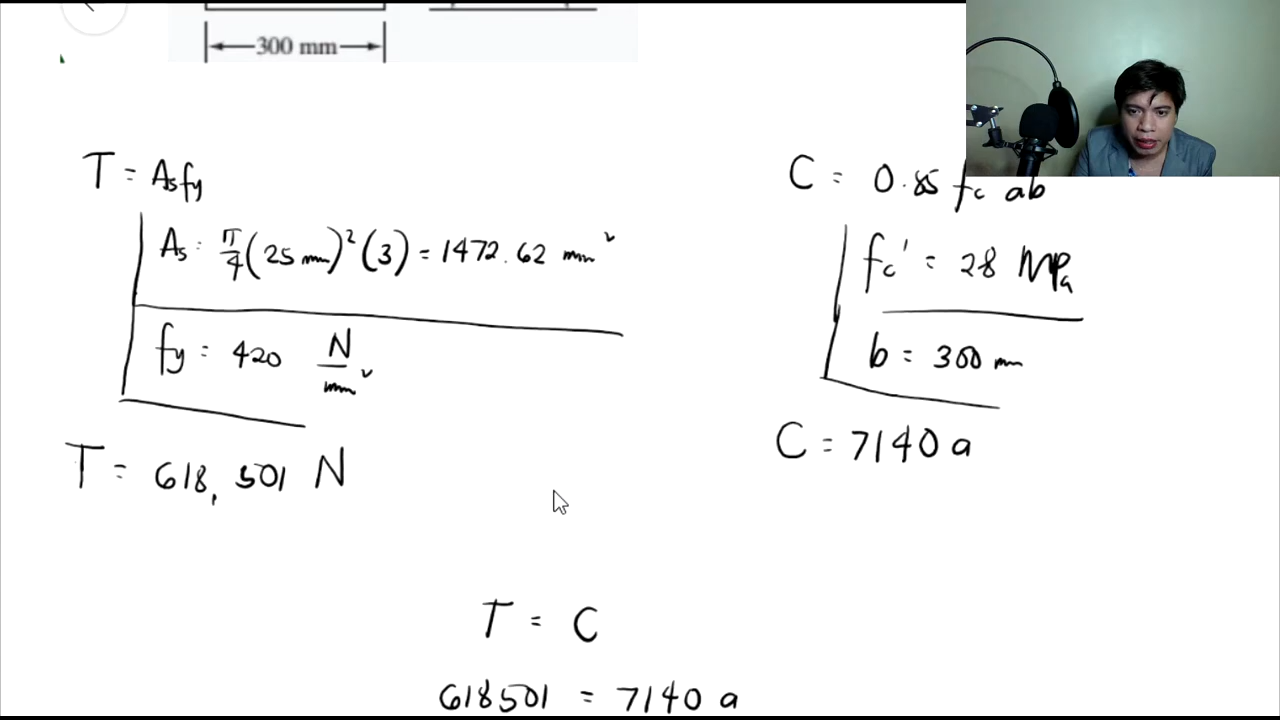 300 mm
T = Asfy
As : π/4 (25 mm)² (3) = 1472.62 mm²
fy = 420 N/mm²
T = 618,501 N
C = 0.85 fc ab
fc' = 28 MPa
b = 300 mm
C = 7140 a
T = C
618501 = 7140 a